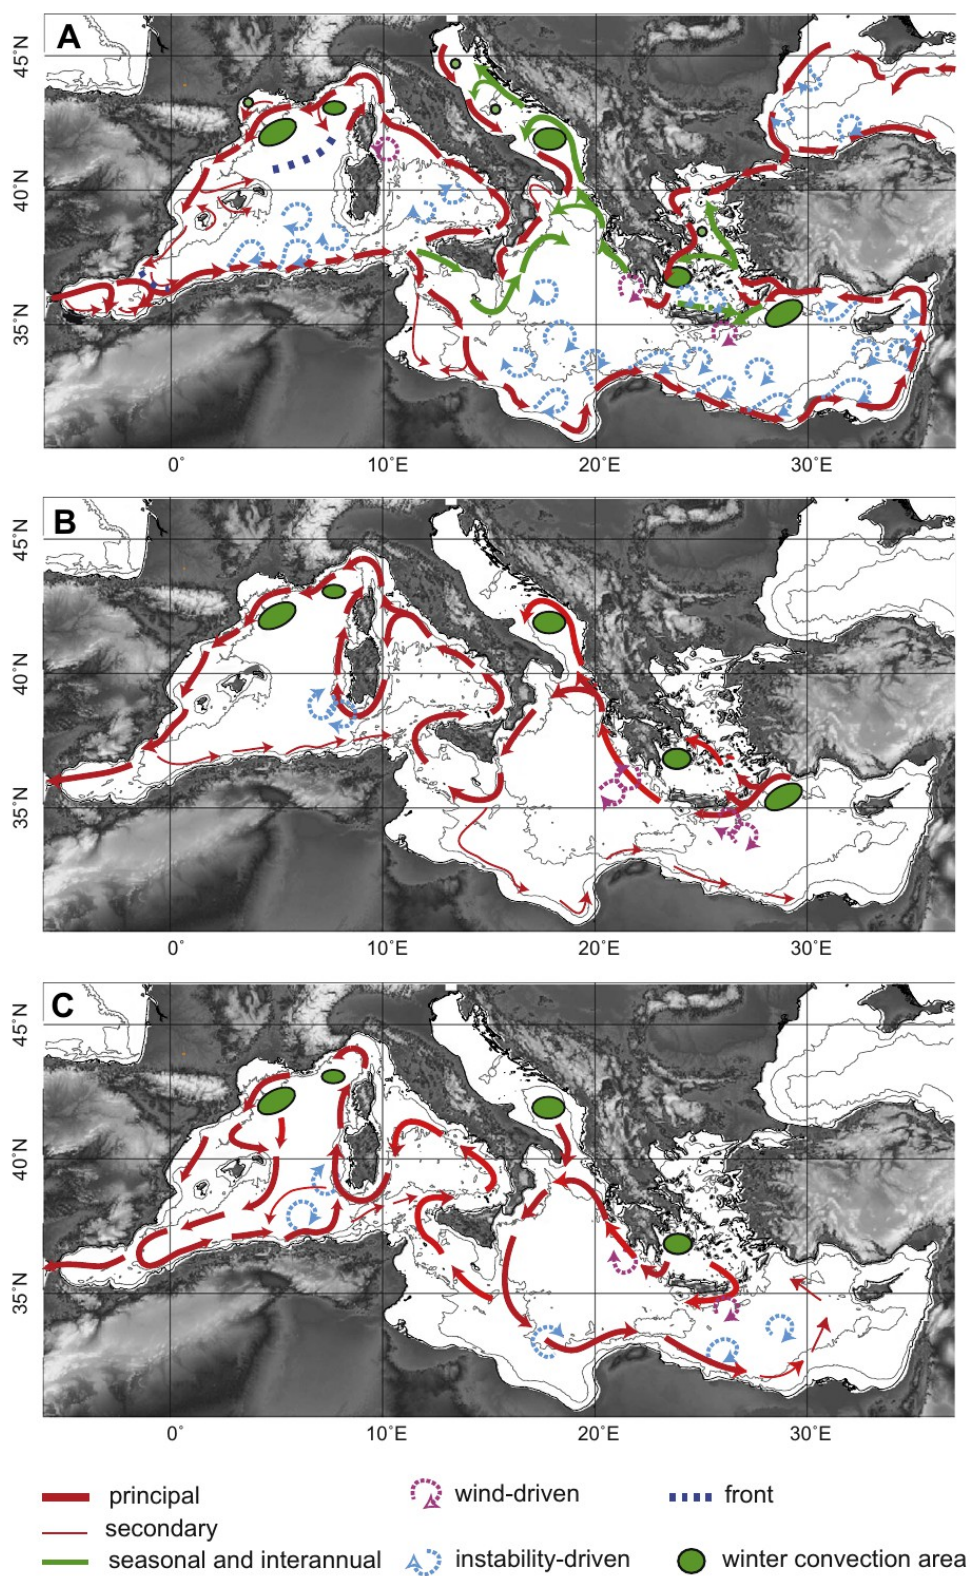 A
45°N
40°N
35°N
0°
10°E
20°E
30°E
B
45°N
40°N
35°N
0°
10°E
20°E
30°E
C
45°N
40°N
35°N
0°
10°E
20°E
30°E
principal
wind-driven
front
secondary
seasonal and interannual
instability-driven
winter convection area